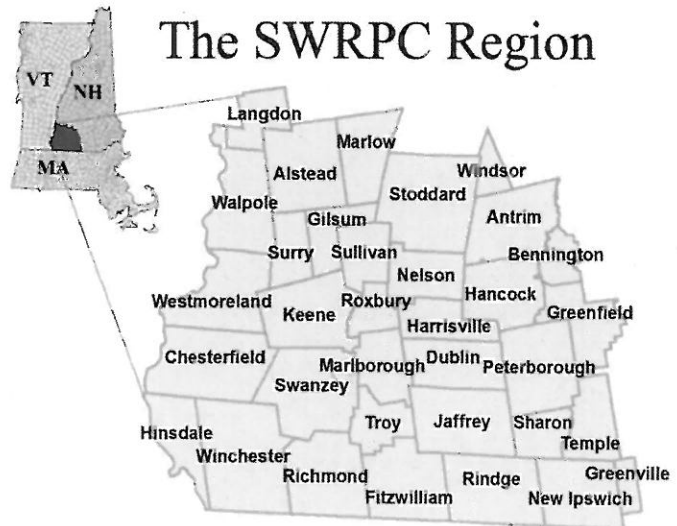 The SWRPC Region
VT
NH
MA
Langdon
Marlow
Windsor
Alstead
Stoddard
Walpole
Gilsum
Antrim
Surry
Sullivan
Bennington
Nelson
Westmoreland
Keene
Roxbury
Hancock
Greenfield
Harrisville
Chesterfield
Marlborough
Dublin
Peterborough
Swanzey
Hinsdale
Troy
Jaffrey
Sharon
Temple
Winchester
Richmond
Rindge
Greenville
Fitzwilliam
New Ipswich